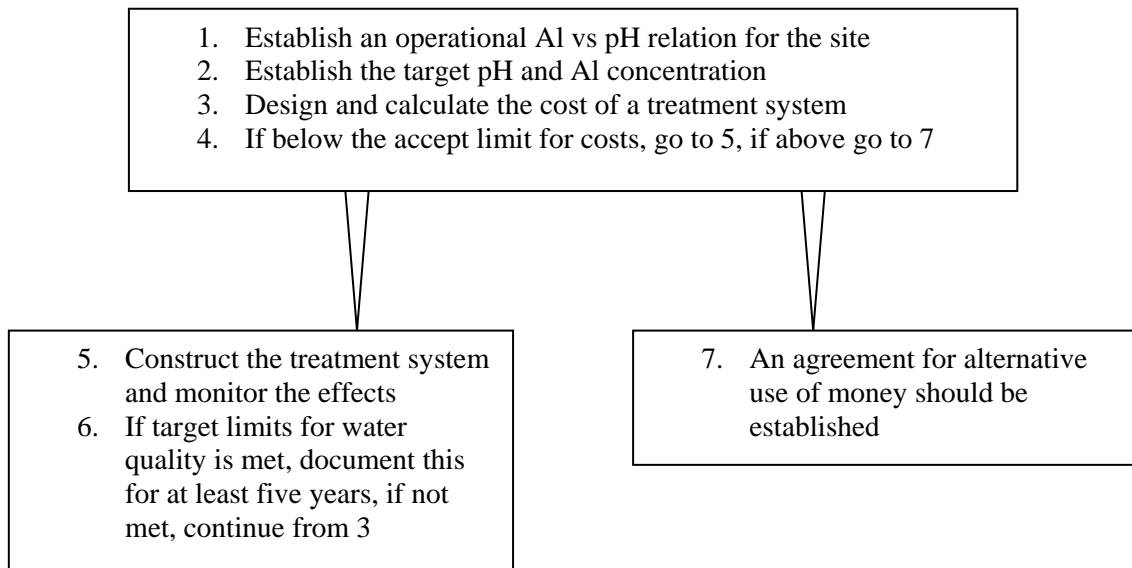 1. Establish an operational Al vs pH relation for the site
2. Establish the target pH and Al concentration
3. Design and calculate the cost of a treatment system
4. If below the accept limit for costs, go to 5, if above go to 7
5. Construct the treatment system
and monitor the effects
6. If target limits for water
quality is met, document this
for at least five years, if not
met, continue from 3
7. An agreement for alternative
use of money should be
established